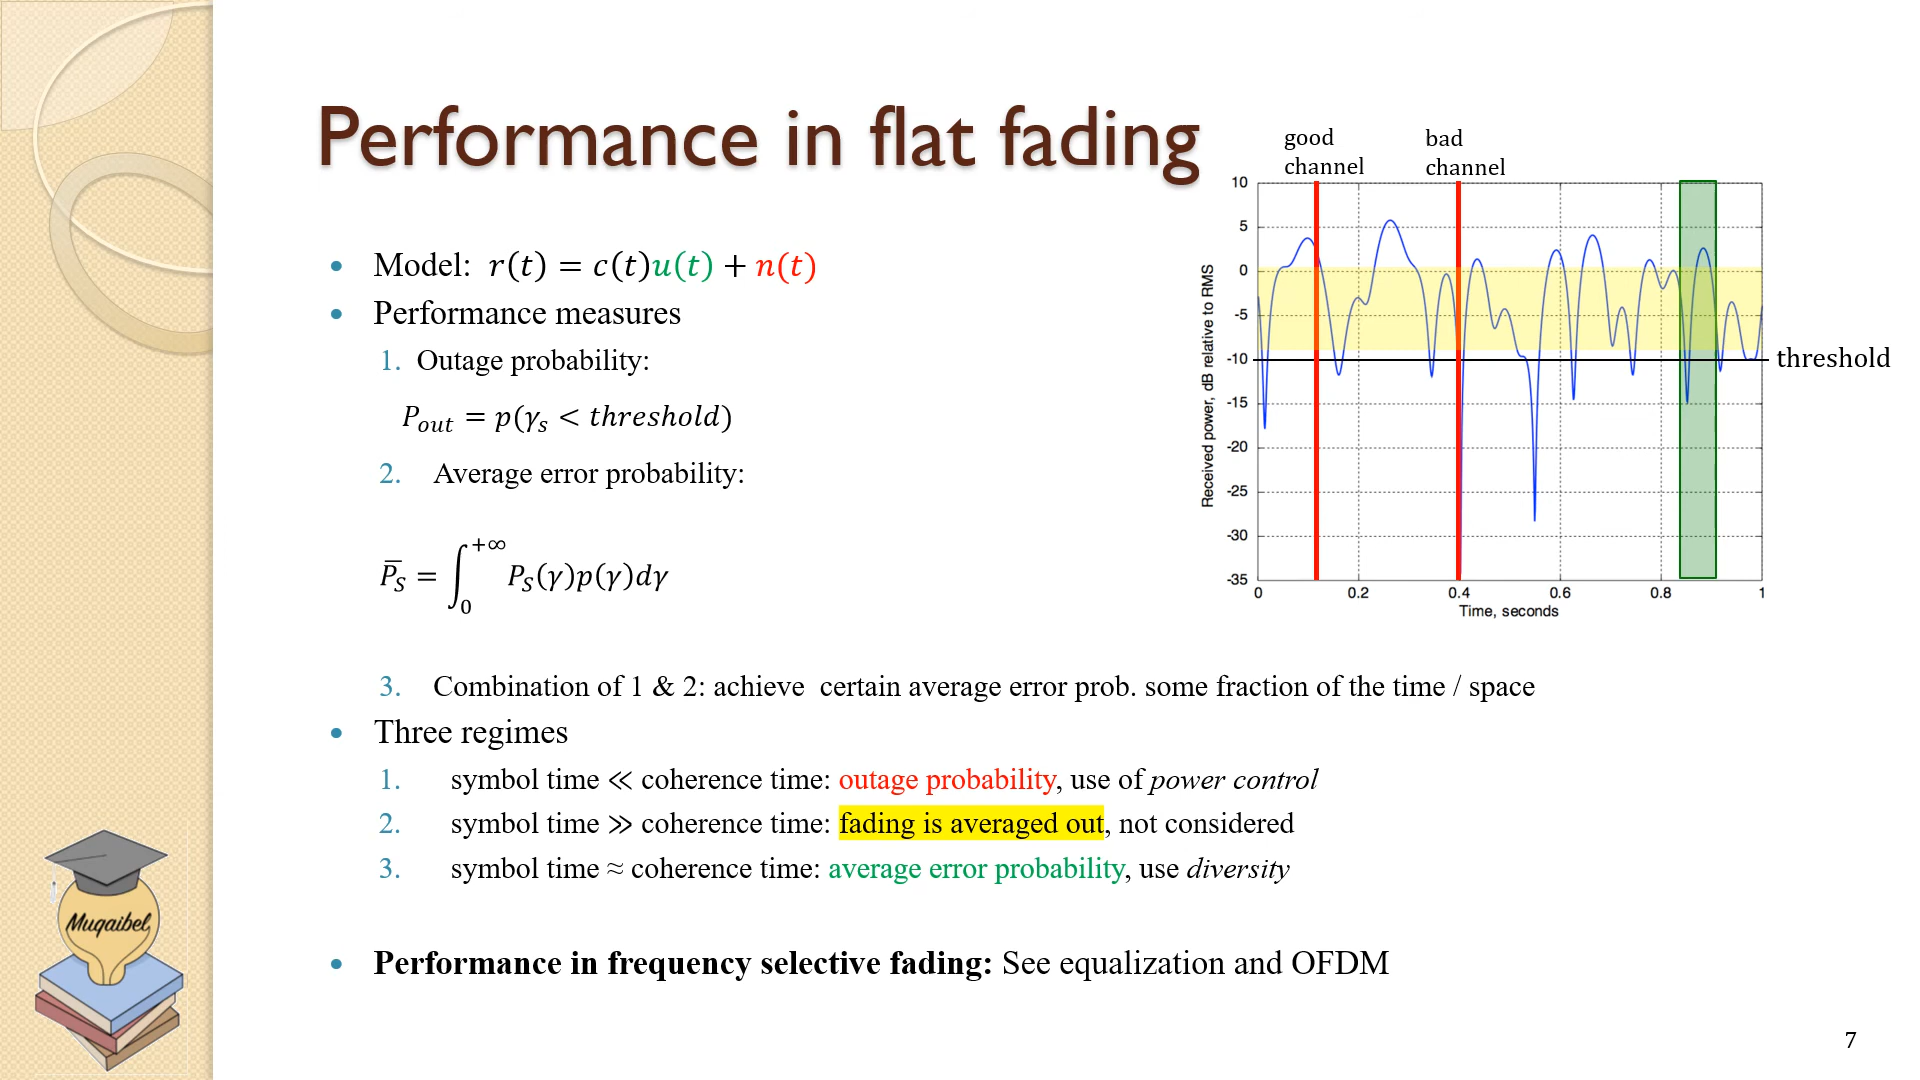 Performance in flat fading
• Model: r(t) = c(t)u(t) + n(t)
• Performance measures
1. Outage probability:
P_out = p(γ_s < threshold)
2. Average error probability:
P̅_S = ∫_0^{+∞} P_S(γ)p(γ)dγ
3. Combination of 1 & 2: achieve certain average error prob. some fraction of the time / space
• Three regimes
1. symbol time ≪ coherence time: outage probability, use of power control
2. symbol time ≫ coherence time: fading is averaged out, not considered
3. symbol time ≈ coherence time: average error probability, use diversity
• Performance in frequency selective fading: See equalization and OFDM
good
channel
bad
channel
10
5
0
-5
-10
-15
-20
-25
-30
-35
Received power, dB relative to RMS
0 0.2 0.4 0.6 0.8 1
Time, seconds
threshold
Muqaibel
7